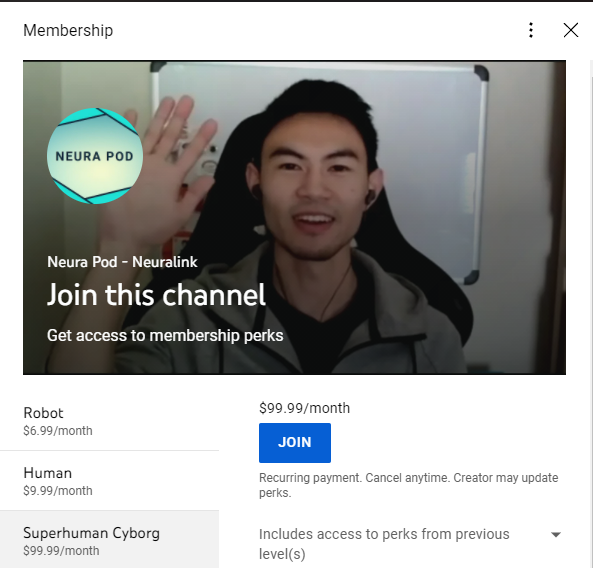 Membership
NEURA POD
Neura Pod - Neuralink
Join this channel
Get access to membership perks
Robot
$6.99/month
Human
$9.99/month
Superhuman Cyborg
$99.99/month
$99.99/month
JOIN
Recurring payment. Cancel anytime. Creator may update
perks.
Includes access to perks from previous
level(s)